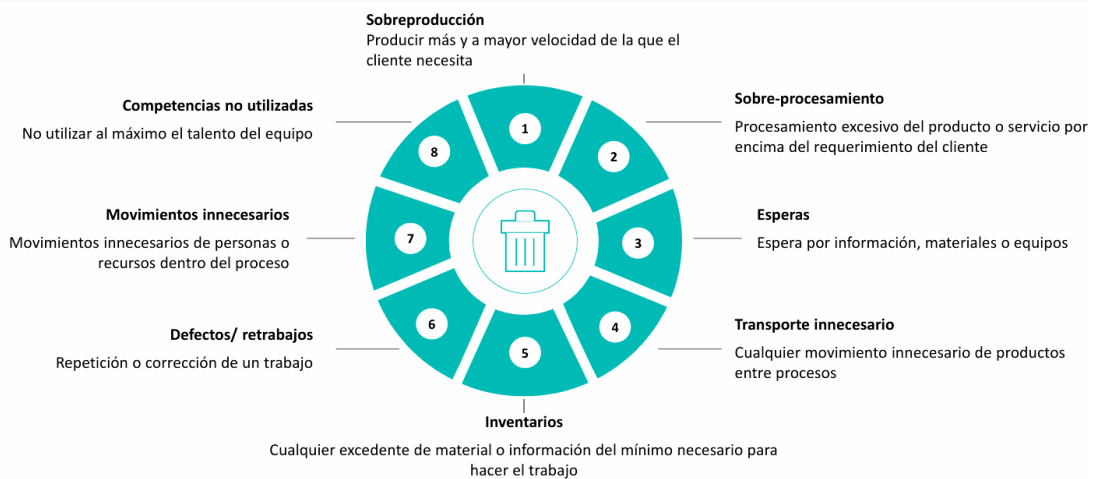 Sobreproducción
Producir más y a mayor velocidad de la que el
cliente necesita
1
Sobre-procesamiento
Procesamiento excesivo del producto o servicio por
encima del requerimiento del cliente
2
Esperas
Espera por información, materiales o equipos
3
Transporte innecesario
Cualquier movimiento innecesario de productos
entre procesos
4
Inventarios
Cualquier excedente de material o información del mínimo necesario para
hacer el trabajo
5
Defectos/ retrabajos
Repetición o corrección de un trabajo
6
Movimientos innecesarios
Movimientos innecesarios de personas o
recursos dentro del proceso
7
Competencias no utilizadas
No utilizar al máximo el talento del equipo
8